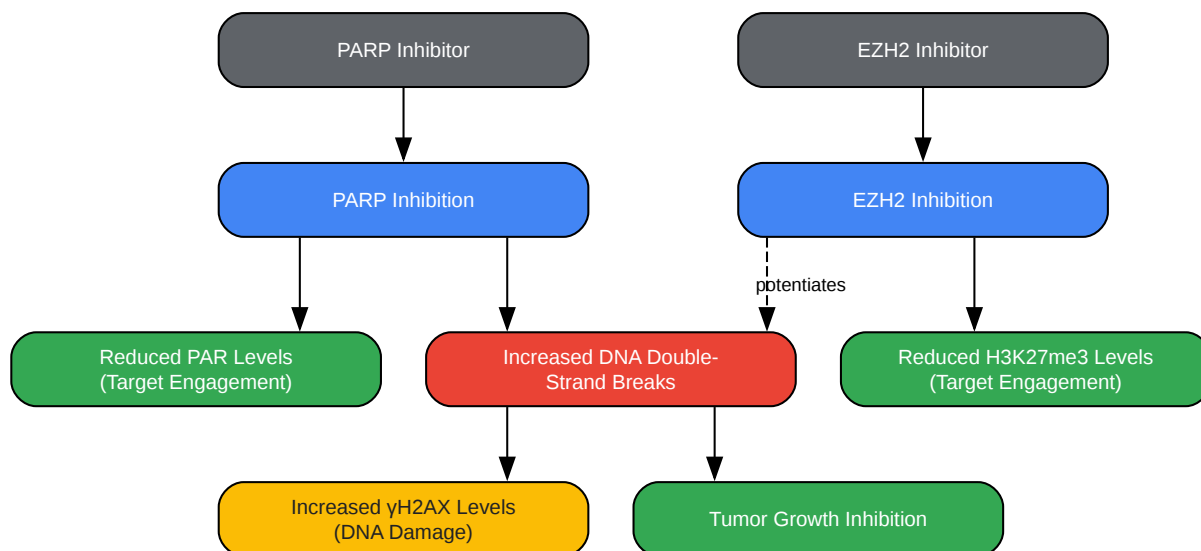 PARP Inhibitor
EZH2 Inhibitor
PARP Inhibition
EZH2 Inhibition
potentiates
Reduced PAR Levels
(Target Engagement)
Increased DNA Double-
Strand Breaks
Reduced H3K27me3 Levels
(Target Engagement)
Increased γH2AX Levels
(DNA Damage)
Tumor Growth Inhibition